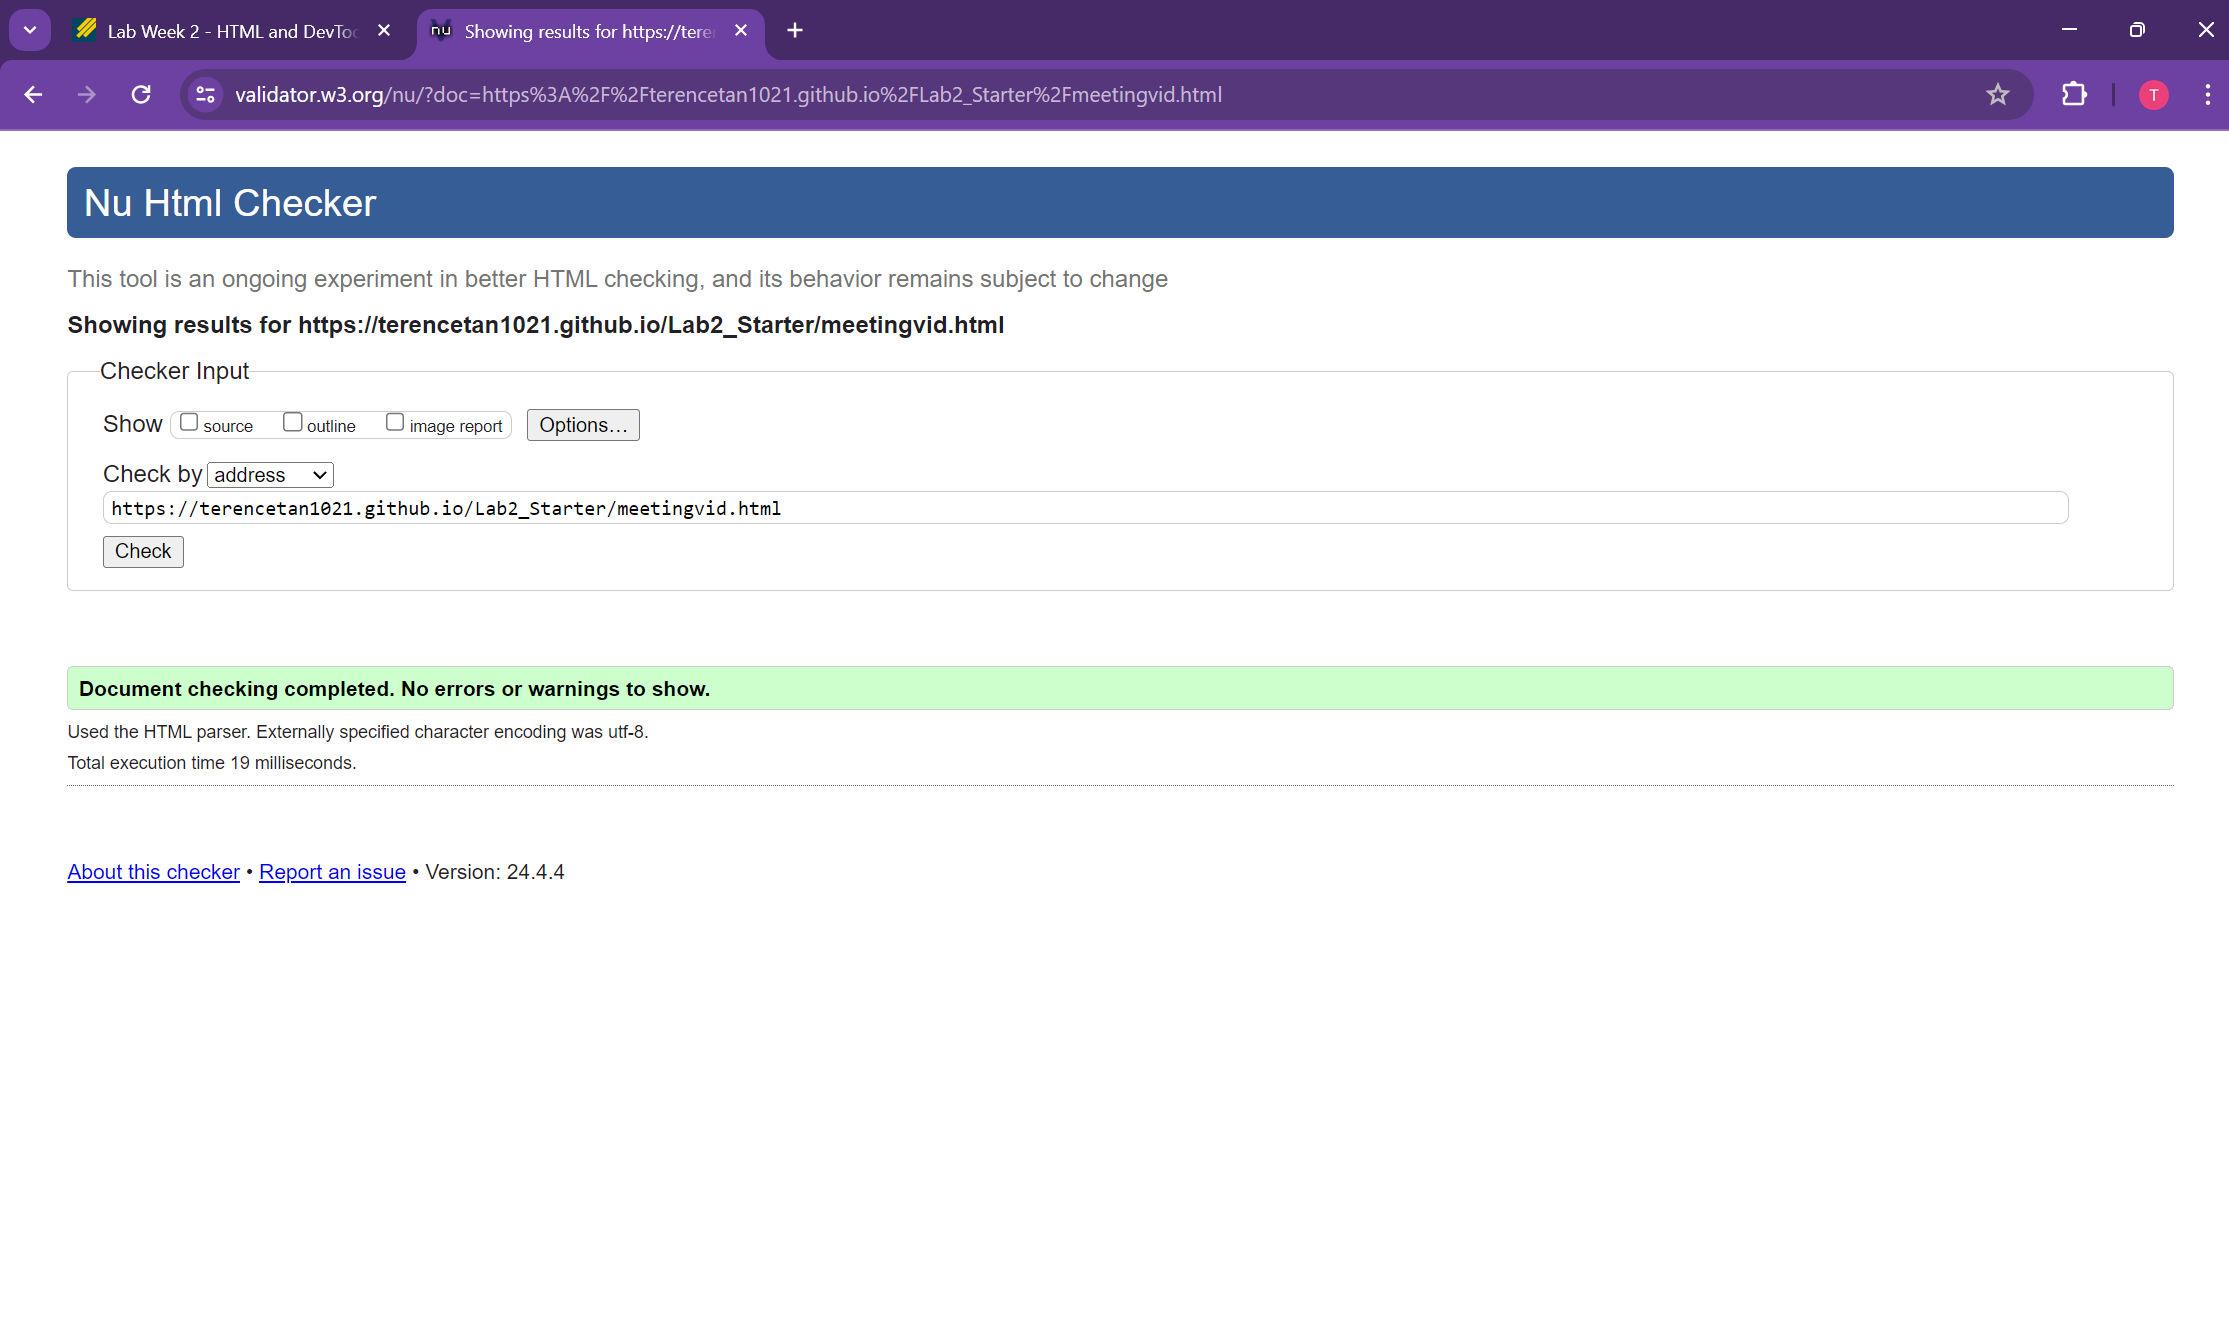 Lab Week 2 - HTML and DevToo
nu
Showing results for https://tere
validator.w3.org/nu/?doc=https%3A%2F%2Fterencetan1021.github.io%2FLab2_Starter%2Fmeetingvid.html
T
Nu Html Checker
This tool is an ongoing experiment in better HTML checking, and its behavior remains subject to change
Showing results for https://terencetan1021.github.io/Lab2_Starter/meetingvid.html
Checker Input
Show source outline image report Options...
Check by address
https://terencetan1021.github.io/Lab2_Starter/meetingvid.html
Check
Document checking completed. No errors or warnings to show.
Used the HTML parser. Externally specified character encoding was utf-8.
Total execution time 19 milliseconds.
About this checker • Report an issue • Version: 24.4.4